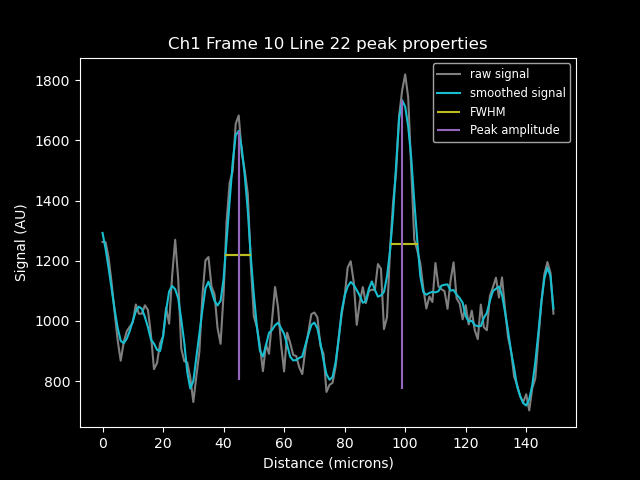 Ch1 Frame 10 Line 22 peak properties
raw signal
smoothed signal
FWHM
Peak amplitude
Signal (AU)
1800
1600
1400
1200
1000
800
0 20 40 60 80 100 120 140
Distance (microns)